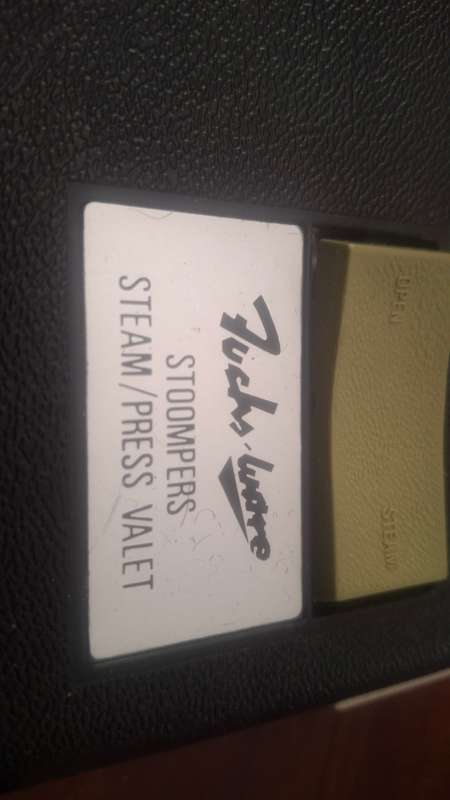 OPEN STEAM
Fuchs-Ware
STOOMPERS
STEAM/PRESS VALET